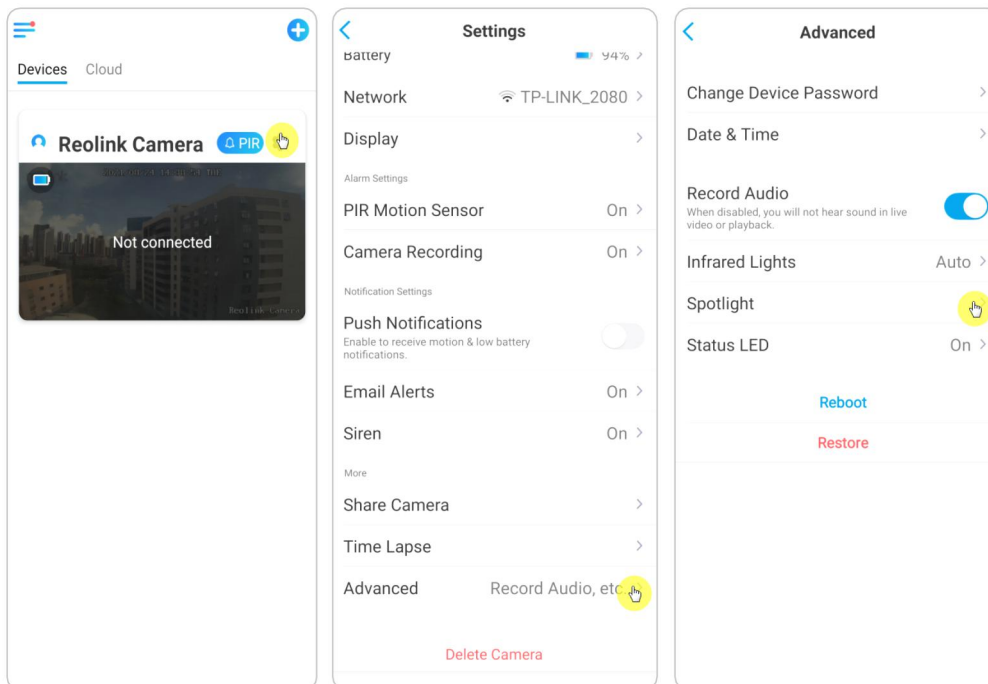 Devices Cloud
Reolink Camera PIR
Not connected
Reolink Camera
Settings
Battery 94%
Network TP-LINK_2080
Display
Alarm Settings
PIR Motion Sensor On
Camera Recording On
Notification Settings
Push Notifications
Enable to receive motion & low battery
notifications.
Email Alerts On
Siren On
More
Share Camera
Time Lapse
Advanced Record Audio, etc..
Delete Camera
Advanced
Change Device Password
Date & Time
Record Audio
When disabled, you will not hear sound in live
video or playback.
Infrared Lights Auto
Spotlight
Status LED On
Reboot
Restore